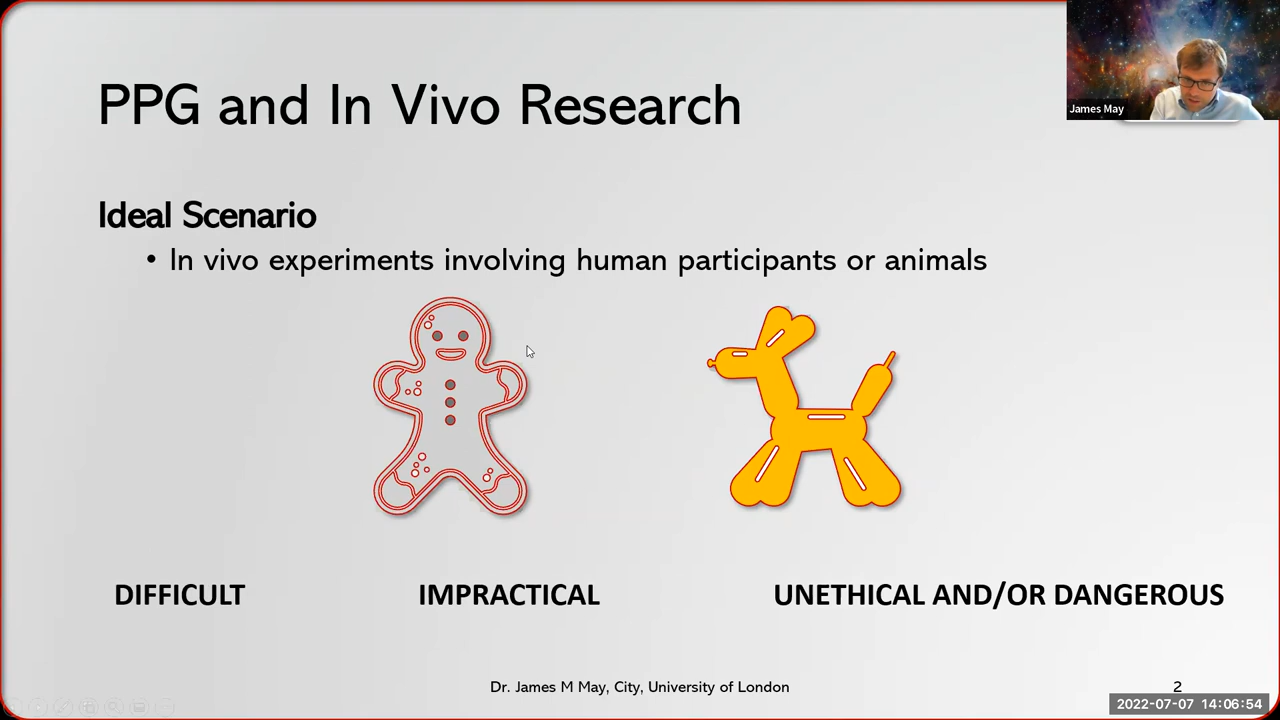 PPG and In Vivo Research
James May
Ideal Scenario
• In vivo experiments involving human participants or animals
DIFFICULT
IMPRACTICAL
UNETHICAL AND/OR DANGEROUS
Dr. James M May, City, University of London
2
2022-07-07 14:06:54